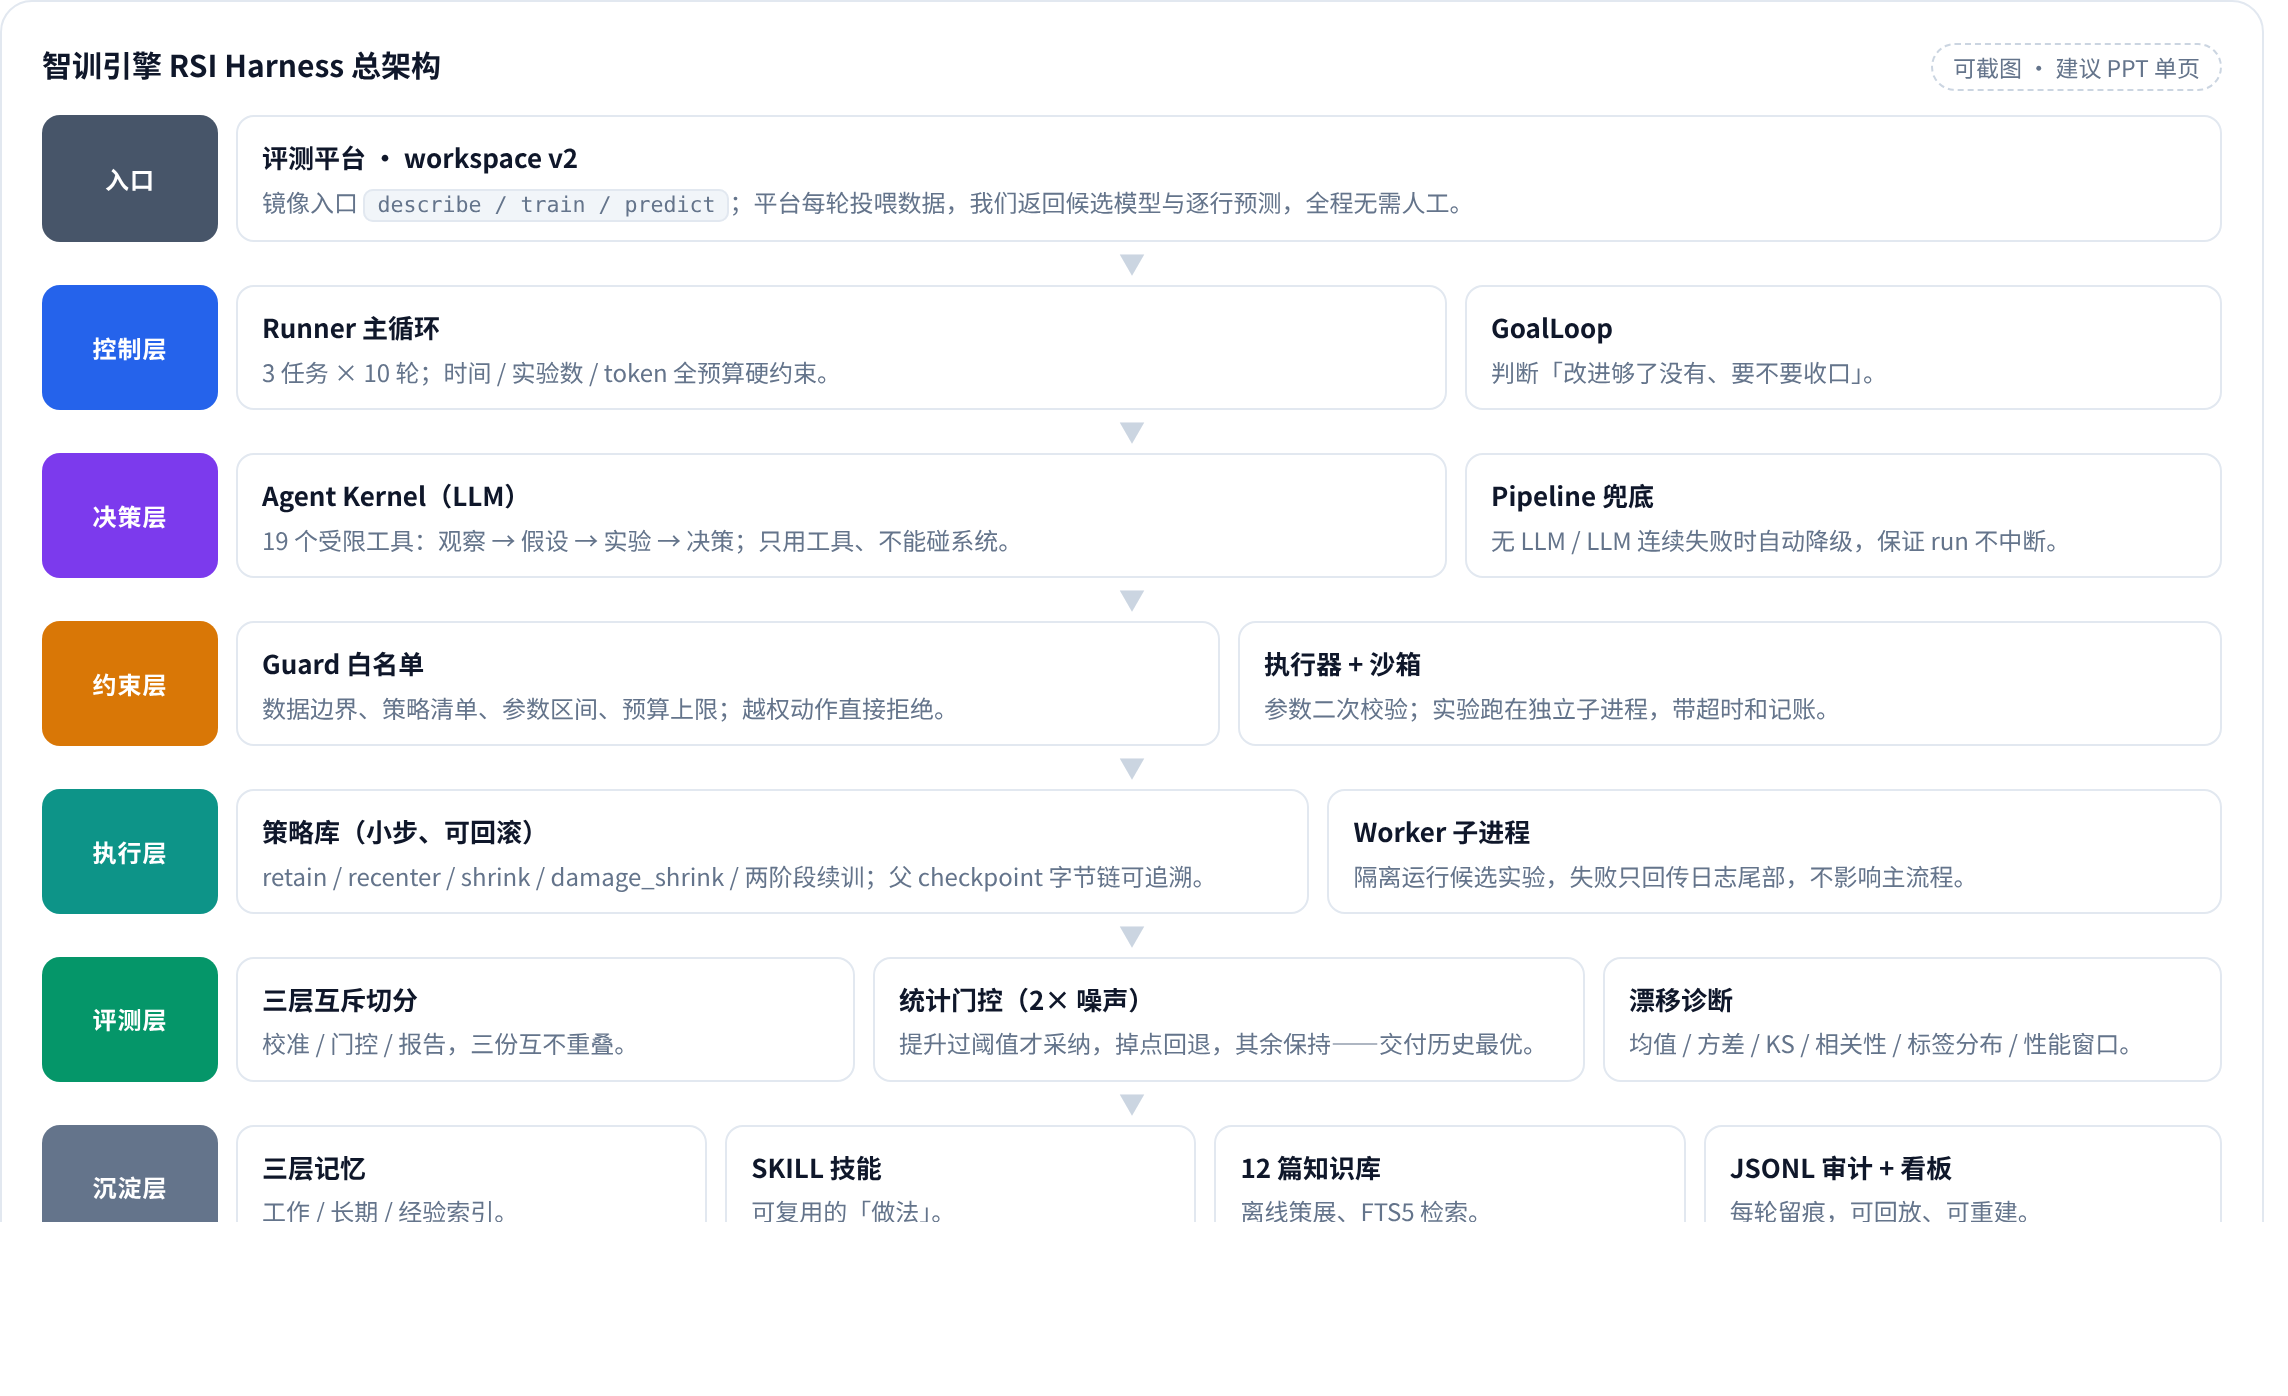 智训引擎 RSI Harness 总架构
可截图 · 建议 PPT 单页
入口
评测平台 · workspace v2
镜像入口 describe / train / predict；平台每轮投喂数据，我们返回候选模型与逐行预测，全程无需人工。
控制层
Runner 主循环
3 任务 × 10 轮；时间 / 实验数 / token 全预算硬约束。
GoalLoop
判断「改进够了没有、要不要收口」。
决策层
Agent Kernel（LLM）
19 个受限工具：观察 → 假设 → 实验 → 决策；只用工具、不能碰系统。
Pipeline 兜底
无 LLM / LLM 连续失败时自动降级，保证 run 不中断。
约束层
Guard 白名单
数据边界、策略清单、参数区间、预算上限；越权动作直接拒绝。
执行器 + 沙箱
参数二次校验；实验跑在独立子进程，带超时和记账。
执行层
策略库（小步、可回滚）
retain / recenter / shrink / damage_shrink / 两阶段续训；父 checkpoint 字节链可追溯。
Worker 子进程
隔离运行候选实验，失败只回传日志尾部，不影响主流程。
评测层
三层互斥切分
校准 / 门控 / 报告，三份互不重叠。
统计门控（2× 噪声）
提升过阈值才采纳，掉点回退，其余保持——交付历史最优。
漂移诊断
均值 / 方差 / KS / 相关性 / 标签分布 / 性能窗口。
沉淀层
三层记忆
工作 / 长期 / 经验索引。
SKILL 技能
可复用的「做法」。
12 篇知识库
离线策展、FTS5 检索。
JSONL 审计 + 看板
每轮留痕，可回放、可重建。